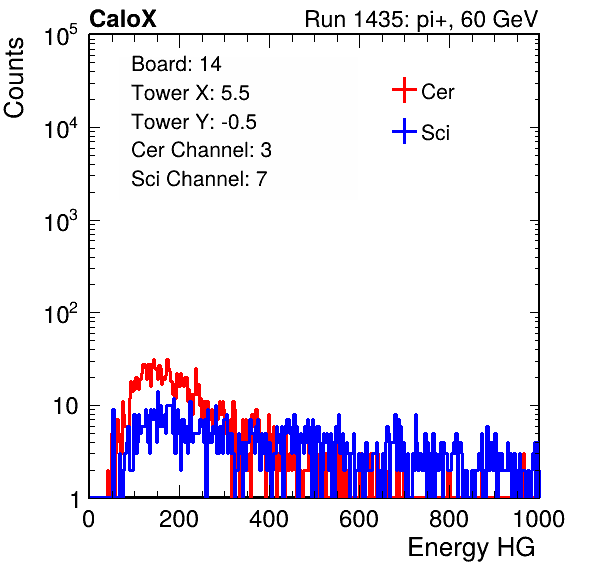 CaloX Run 1435: pi+, 60 GeV
Counts
Board: 14
Tower X: 5.5
Tower Y: -0.5
Cer Channel: 3
Sci Channel: 7
Cer
Sci
10^5
10^4
10^3
10^2
10
1
0 200 400 600 800 1000
Energy HG